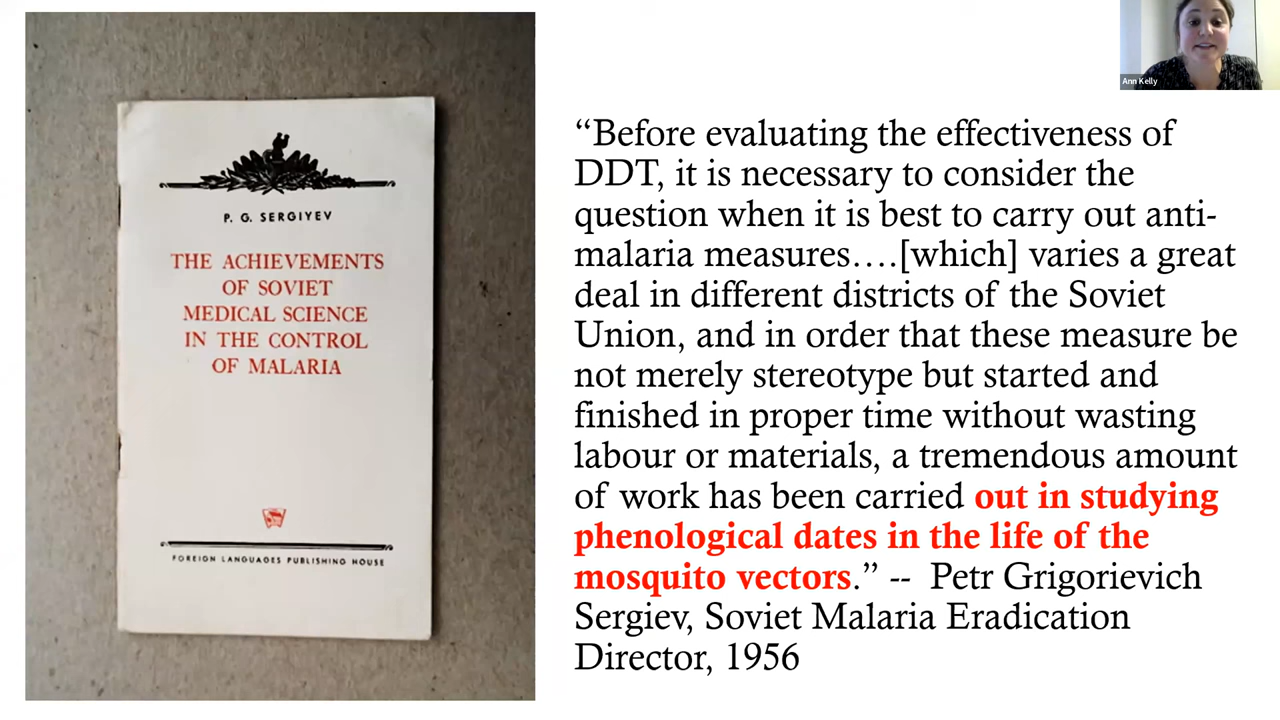 Ann Kelly
P. G. SERGIYEV
THE ACHIEVEMENTS
OF SOVIET
MEDICAL SCIENCE
IN THE CONTROL
OF MALARIA
FOREIGN LANGUAGES PUBLISHING HOUSE
“Before evaluating the effectiveness of
DDT, it is necessary to consider the
question when it is best to carry out anti-
malaria measures….[which] varies a great
deal in different districts of the Soviet
Union, and in order that these measure be
not merely stereotype but started and
finished in proper time without wasting
labour or materials, a tremendous amount
of work has been carried out in studying
phenological dates in the life of the
mosquito vectors.” -- Petr Grigorievich
Sergiev, Soviet Malaria Eradication
Director, 1956